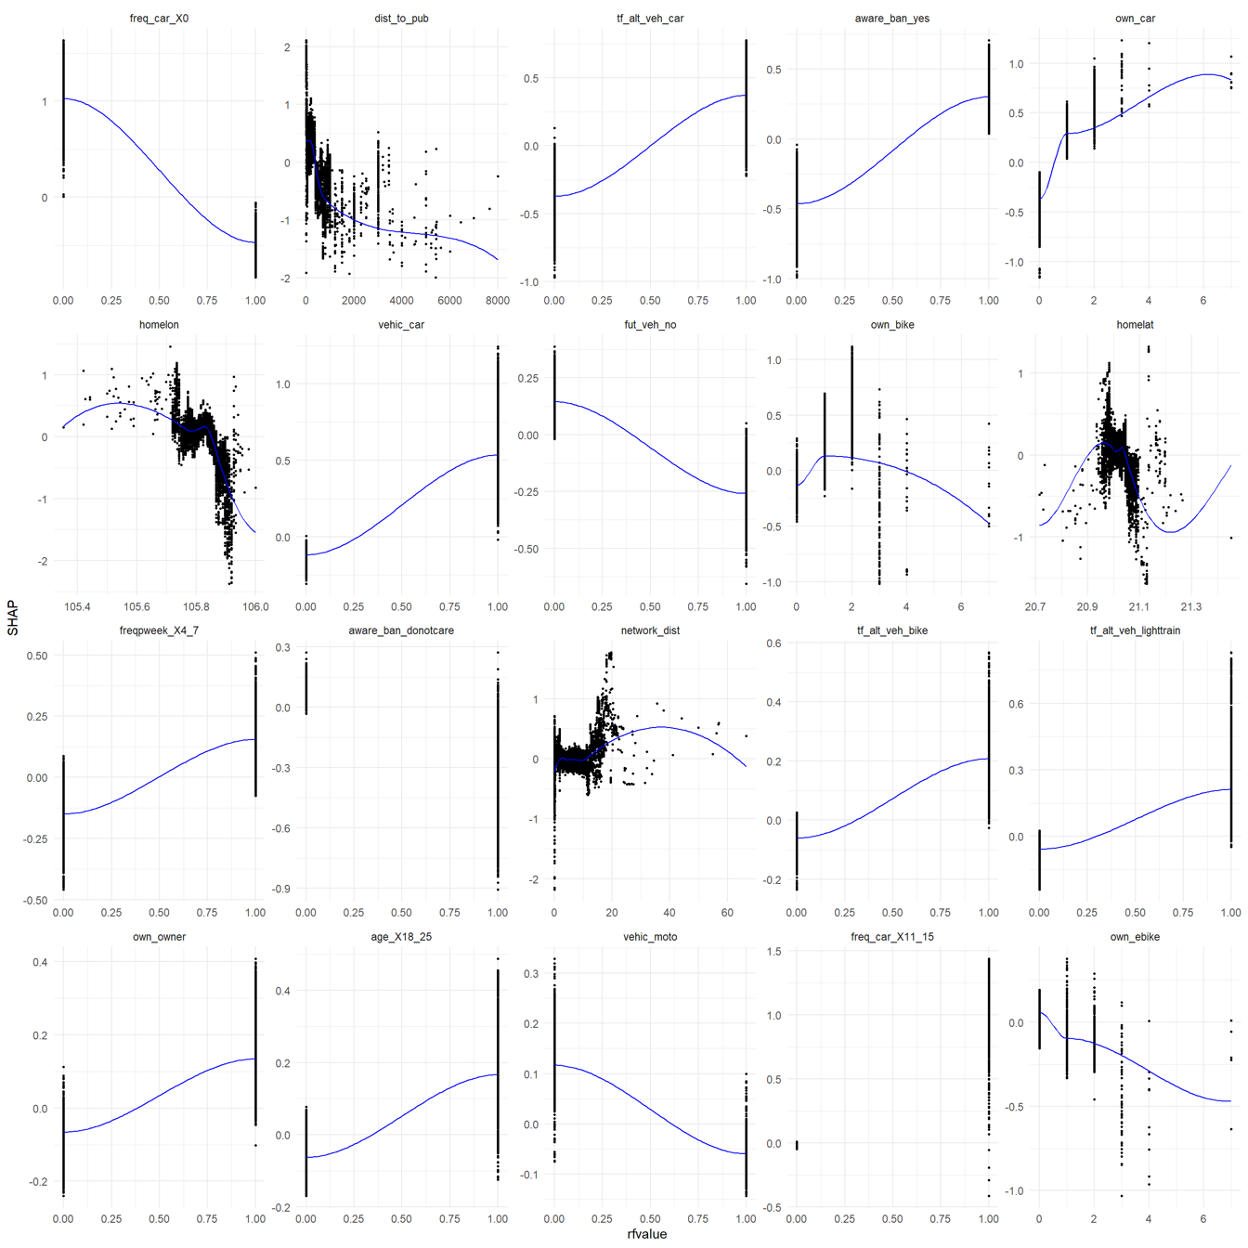 freq_car_X0 dist_to_pub tf_alt_veh_car aware_ban_yes own_car
1 0
2 1 0 -1 -2
0.5 0.0 -0.5 -1.0
0.5 0.0 -0.5 -1.0
1.0 0.5 0.0 -0.5 -1.0
0.00 0.25 0.50 0.75 1.00 0 2000 4000 6000 8000 0.00 0.25 0.50 0.75 1.00 0.00 0.25 0.50 0.75 1.00 0 2 4 6
homelon vehic_car fut_veh_no own_bike homelat
1 0 -1 -2
1.0 0.5 0.0
0.25 0.00 -0.25 -0.50
1.0 0.5 0.0 -0.5 -1.0
1 0 -1
105.4 105.6 105.8 106.0 0.00 0.25 0.50 0.75 1.00 0.00 0.25 0.50 0.75 1.00 0 2 4 6 20.7 20.9 21.1 21.3
SHAP
freqpweek_X4_7 aware_ban_donotcare network_dist tf_alt_veh_bike tf_alt_veh_lighttrain
0.50 0.25 0.00 -0.25 -0.50
0.3 0.0 -0.3 -0.6 -0.9
1 0 -1 -2
0.6 0.4 0.2 0.0 -0.2
0.6 0.3 0.0
0.00 0.25 0.50 0.75 1.00 0.00 0.25 0.50 0.75 1.00 0 20 40 60 0.00 0.25 0.50 0.75 1.00 0.00 0.25 0.50 0.75 1.00
own_owner age_X18_25 vehic_moto freq_car_X11_15 own_ebike
0.4 0.2 0.0 -0.2
0.4 0.2 0.0 -0.2
0.3 0.2 0.1 0.0 -0.1
1.5 1.0 0.5 0.0 -0.5
0.0 -0.5 -1.0
0.00 0.25 0.50 0.75 1.00 0.00 0.25 0.50 0.75 1.00 0.00 0.25 0.50 0.75 1.00 0.00 0.25 0.50 0.75 1.00 0 2 4 6
rfvalue